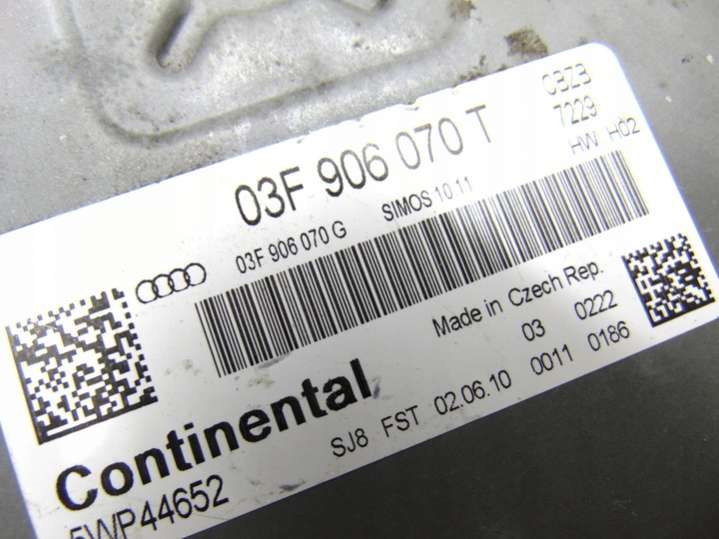 03F 906 070 T
C3Z3
7229
HW H02
03F 906 070 G
SIMOS 10.11
Made in Czech Rep.
03 0222
0011 0186
Continental
SJ8 FST 02.06.10
5WP44652